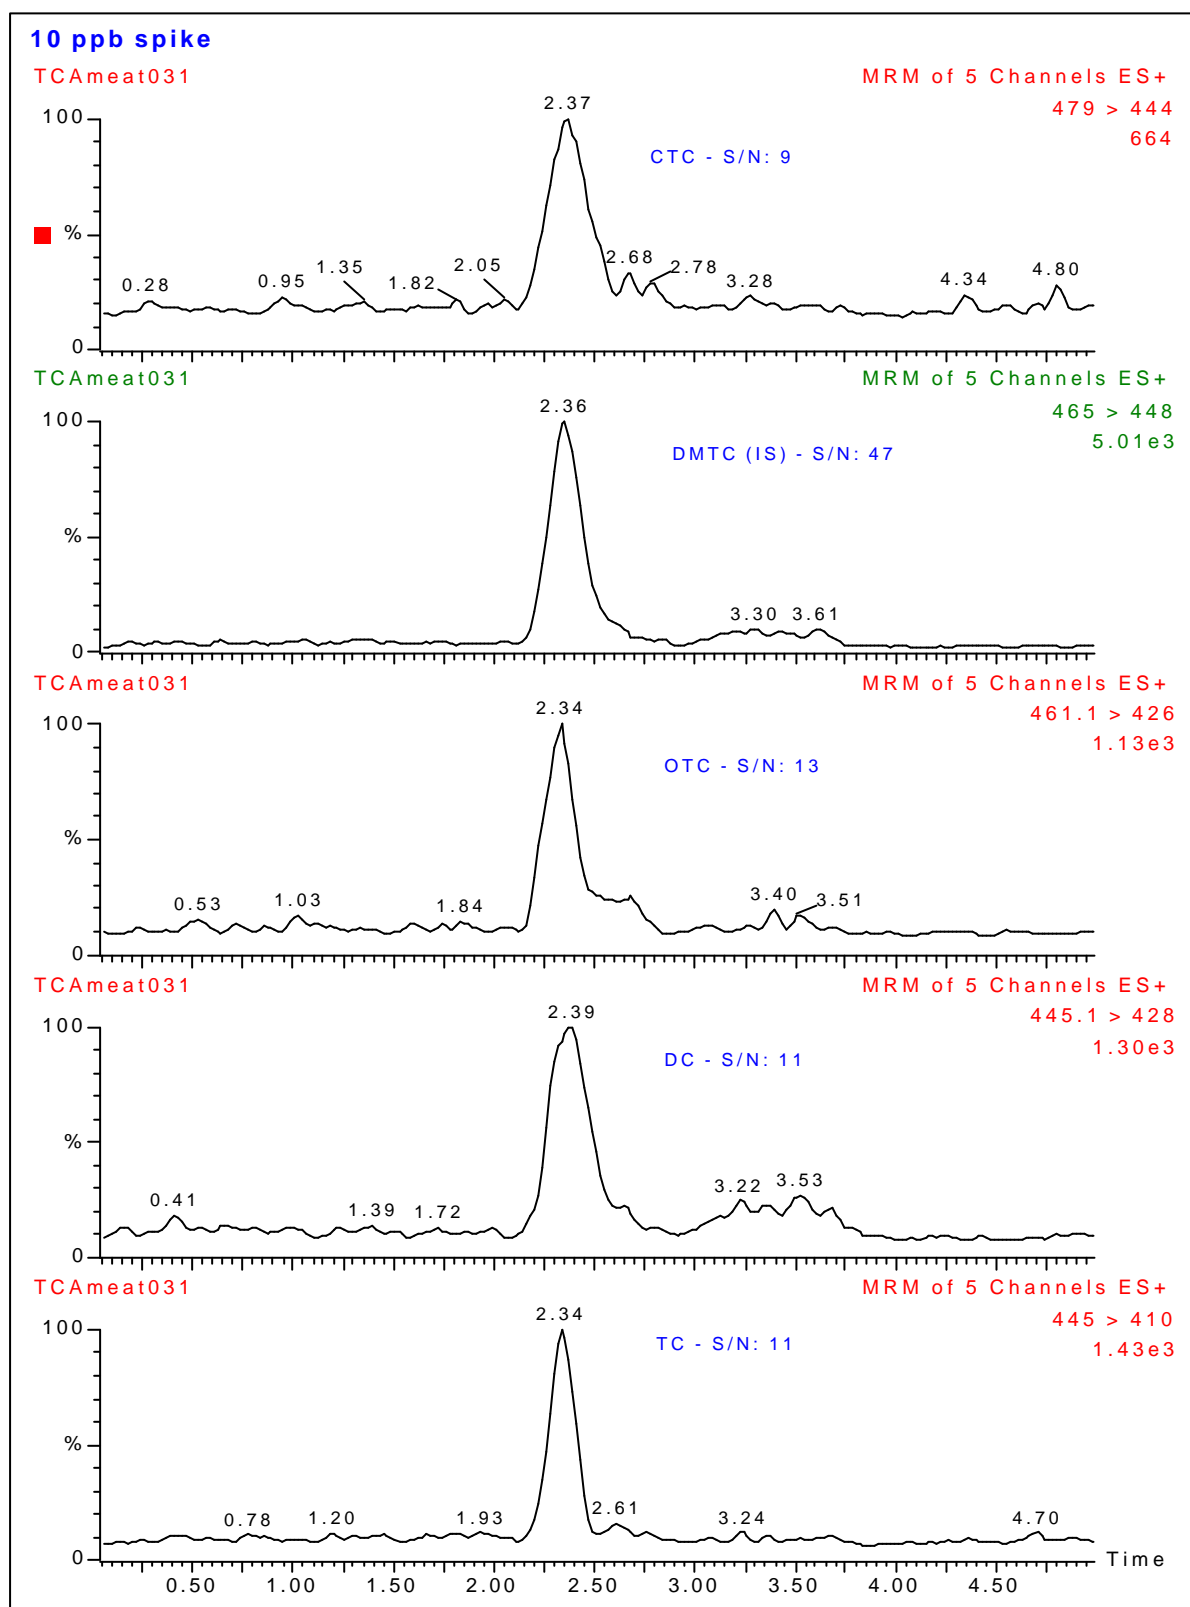 10 ppb spike
TCAmeat031 MRM of 5 Channels ES+
479 > 444
664
2.37
100
CTC - S/N: 9
%
0.28 0.95 1.35 1.82 2.05 2.68 2.78 3.28 4.34 4.80
0
TCAmeat031 MRM of 5 Channels ES+
465 > 448
5.01e3
2.36
100
DMTC (IS) - S/N: 47
%
3.30 3.61
0
TCAmeat031 MRM of 5 Channels ES+
461.1 > 426
1.13e3
2.34
100
OTC - S/N: 13
%
0.53 1.03 1.84 3.40 3.51
0
TCAmeat031 MRM of 5 Channels ES+
445.1 > 428
1.30e3
2.39
100
DC - S/N: 11
%
0.41 1.39 1.72 3.22 3.53
0
TCAmeat031 MRM of 5 Channels ES+
445 > 410
1.43e3
2.34
100
TC - S/N: 11
%
0.78 1.20 1.93 2.61 3.24 4.70
0 Time
0.50 1.00 1.50 2.00 2.50 3.00 3.50 4.00 4.50